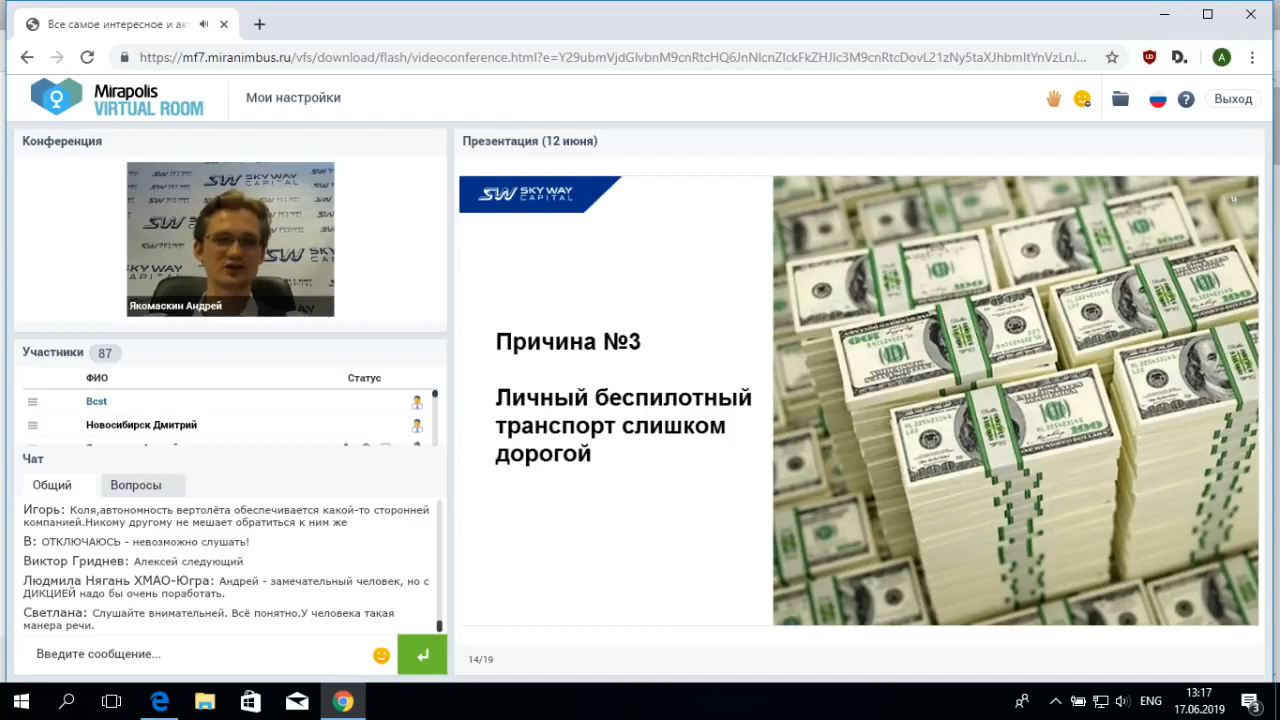 Все самое интересное и ак
https://mf7.miranimbus.ru/vfs/download/flash/videoconference.html?e=Y29ubmVjdGlvbnM9cnRtcHQ6JnNlcnZlckFkZHJlc3M9cnRtcDovL21zNy5taXJhbmltYnVzLnJ...
Mirapolis
VIRTUAL ROOM
Мои настройки
Выход
Конференция
Якомаскин Андрей
Участники 87
ФИО Статус
Bcst
Новосибирск Дмитрий
Чат
Общий Вопросы
Игорь: Коля,автономность вертолёта обеспечивается какой-то сторонней
компанией.Никому другому не мешает обратиться к ним же
В: ОТКЛЮЧАЮСЬ - невозможно слушать!
Виктор Гриднев: Алексей следующий
Людмила Нягань ХМАО-Югра: Андрей - замечательный человек, но с
ДИКЦИЕЙ надо бы очень поработать.
Светлана: Слушайте внимательней. Всё понятно.У человека такая
манера речи.
Введите сообщение...
Презентация (12 июня)
SW SKY WAY
CAPITAL
Причина №3
Личный беспилотный
транспорт слишком
дорогой
14/19
ENG
13:17
17.06.2019
3